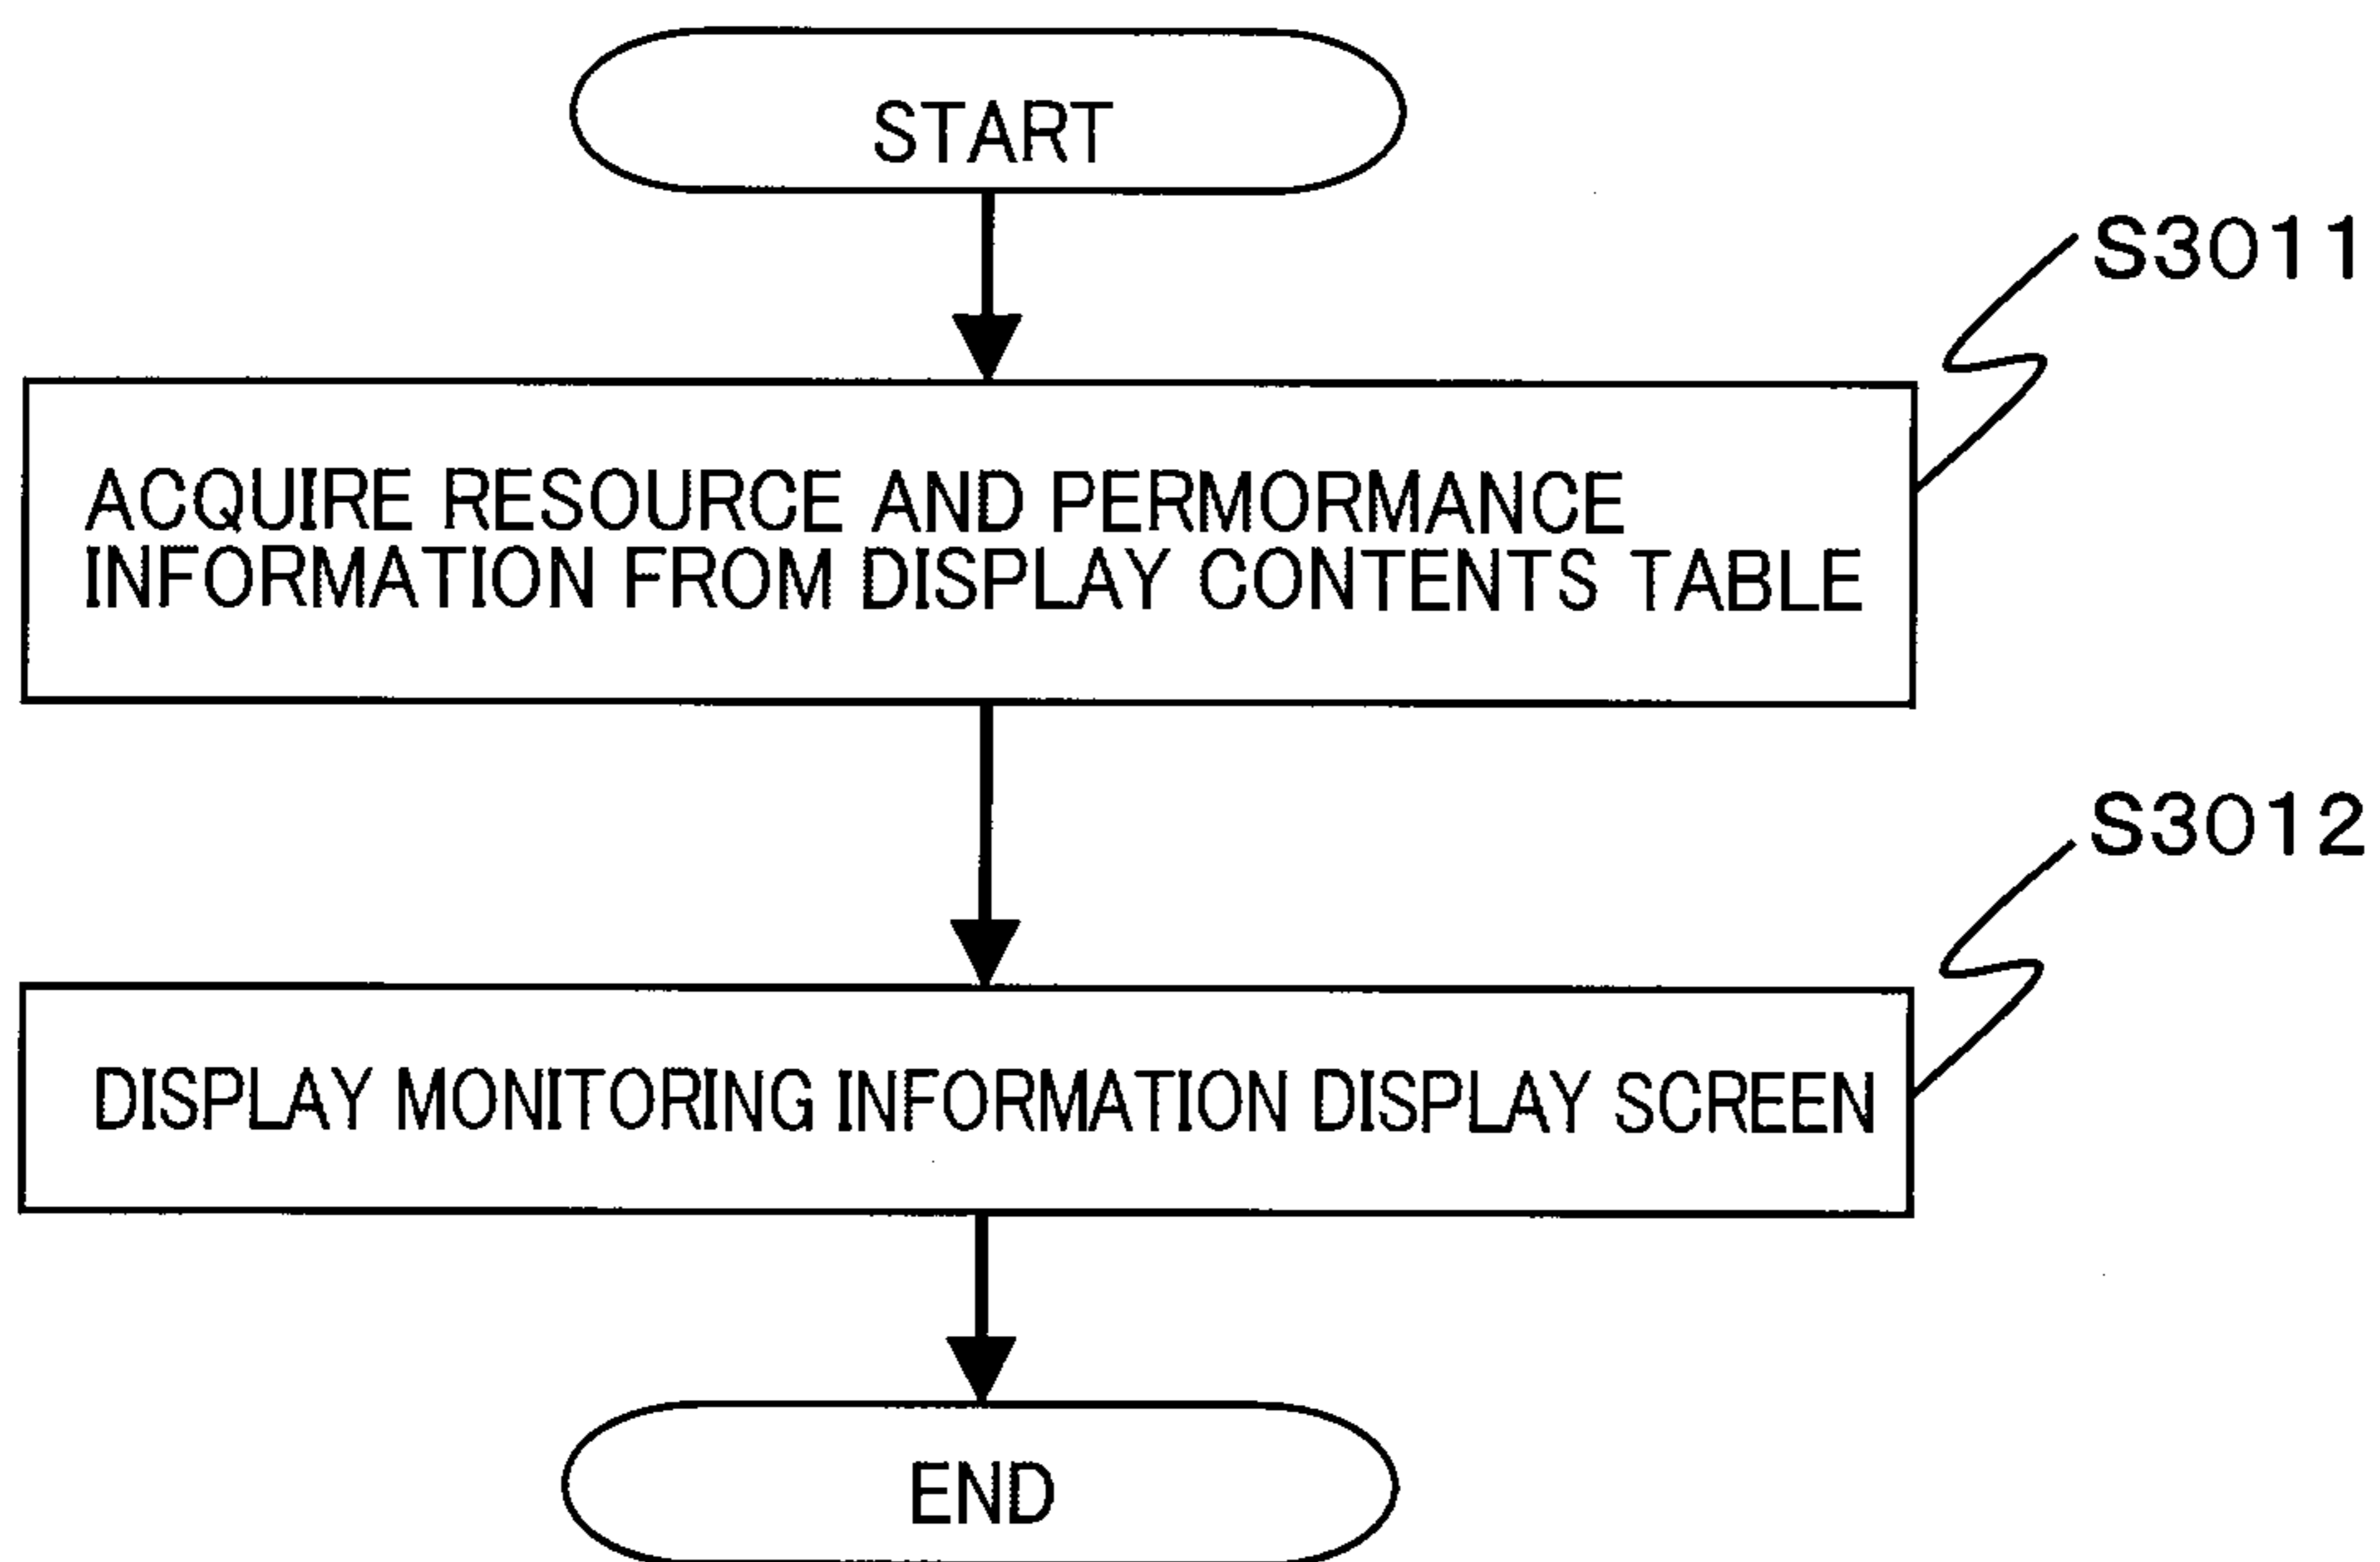 START
S3011
ACQUIRE RESOURCE AND PERMORMANCE
INFORMATION FROM DISPLAY CONTENTS TABLE
S3012
DISPLAY MONITORING INFORMATION DISPLAY SCREEN
END